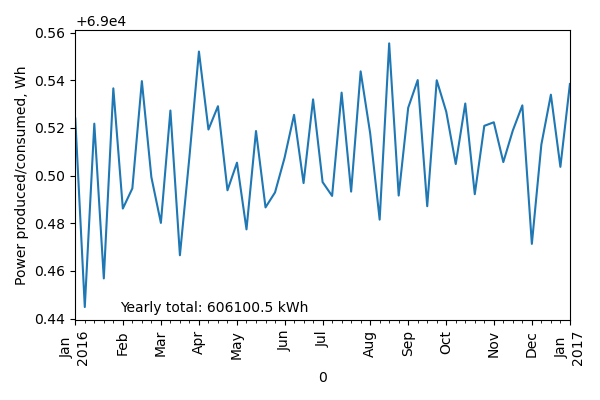 +6.9e4
Power produced/consumed, Wh
0.56
0.54
0.52
0.50
0.48
0.46
0.44
Yearly total: 606100.5 kWh
Jan
2016
Feb
Mar
Apr
May
Jun
Jul
Aug
Sep
Oct
Nov
Dec
Jan
2017
0